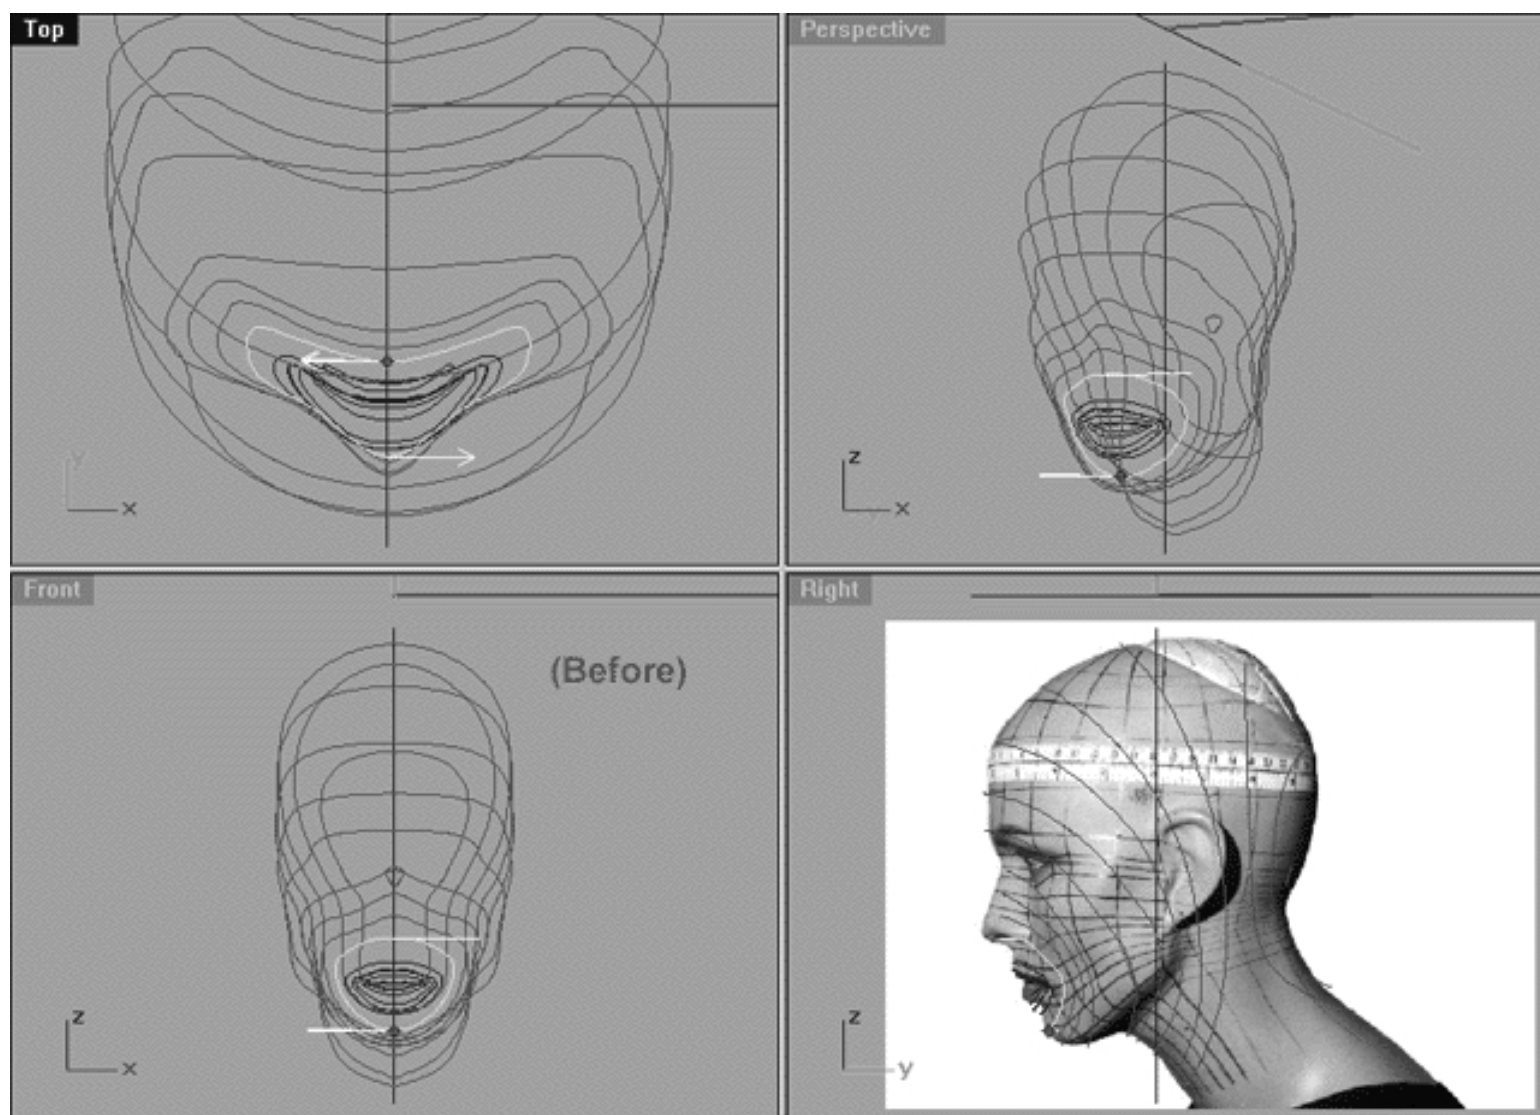 Top
Perspective
y
x
z
x
Front
(Before)
z
x
Right
z
y